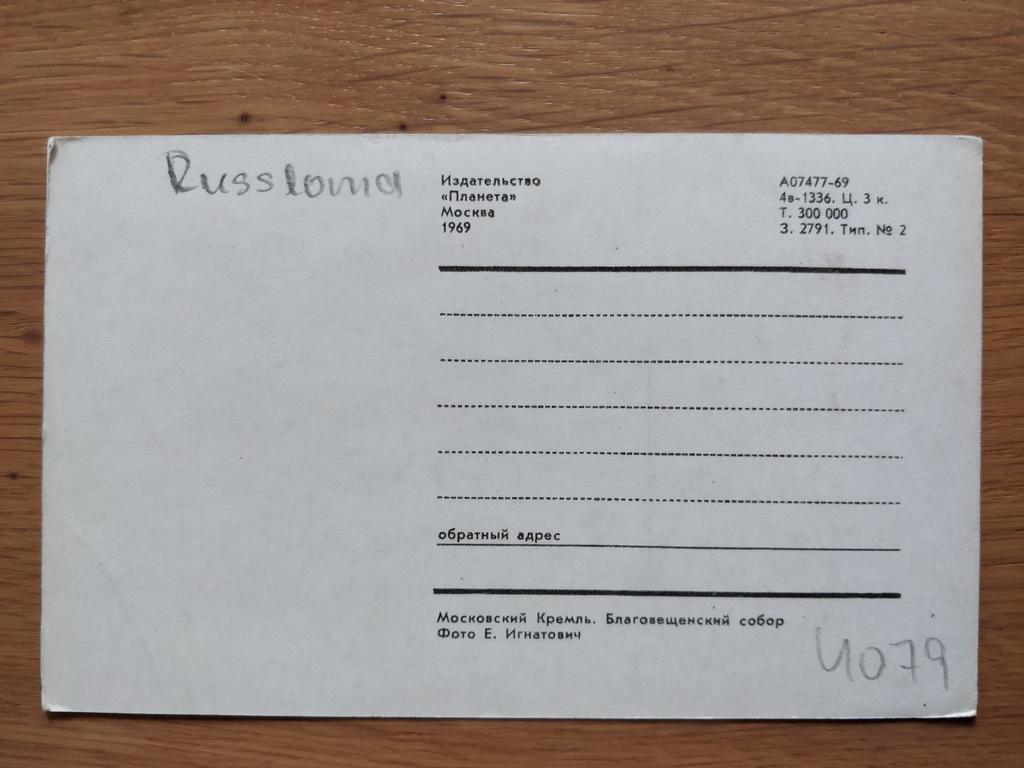 Russland
Издательство
«Планета»
Москва
1969
А07477-69
4в-1336. Ц. 3 к.
Т. 300 000
З. 2791. Тип. № 2
обратный адрес
Московский Кремль. Благовещенский собор
Фото Е. Игнатович
4079